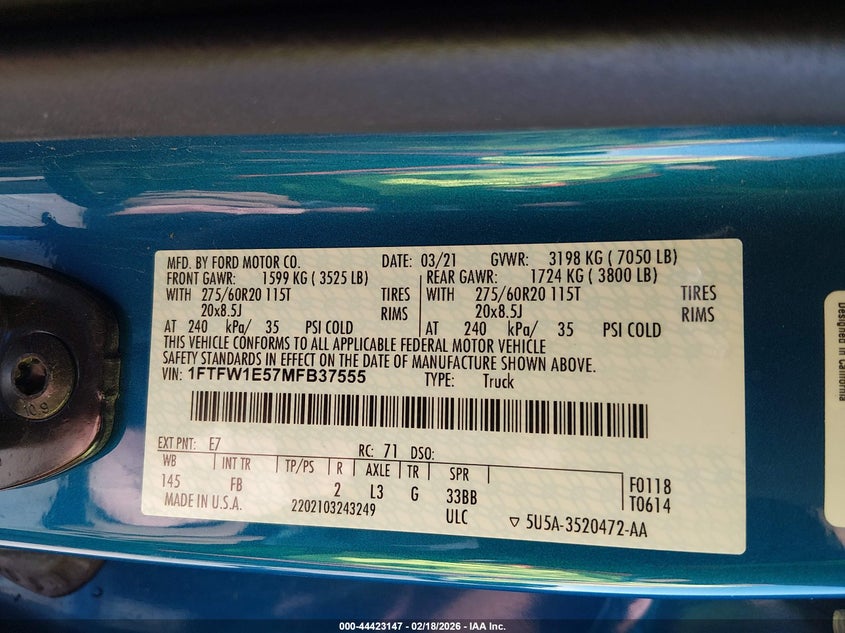 MFD. BY FORD MOTOR CO. DATE: 03/21 GVWR: 3198 KG ( 7050 LB)
FRONT GAWR: 1599 KG ( 3525 LB) REAR GAWR: 1724 KG ( 3800 LB)
WITH 275/60R20 115T TIRES WITH 275/60R20 115T TIRES
20x8.5J RIMS 20x8.5J RIMS
AT 240 kPa/ 35 PSI COLD AT 240 kPa/ 35 PSI COLD
THIS VEHICLE CONFORMS TO ALL APPLICABLE FEDERAL MOTOR VEHICLE
SAFETY STANDARDS IN EFFECT ON THE DATE OF MANUFACTURE SHOWN ABOVE.
VIN: 1FTFW1E57MFB37555 TYPE: Truck
EXT PNT: E7 RC: 71 DSO:
WB INT TR TP/PS R AXLE TR SPR
145 FB 2 L3 G 33BB F0118
T0614
MADE IN U.S.A. 2202103243249 ULC ▽ 5U5A-3520472-AA
10.9
Designed in California
000-44423147 - 02/18/2026 - IAA Inc.